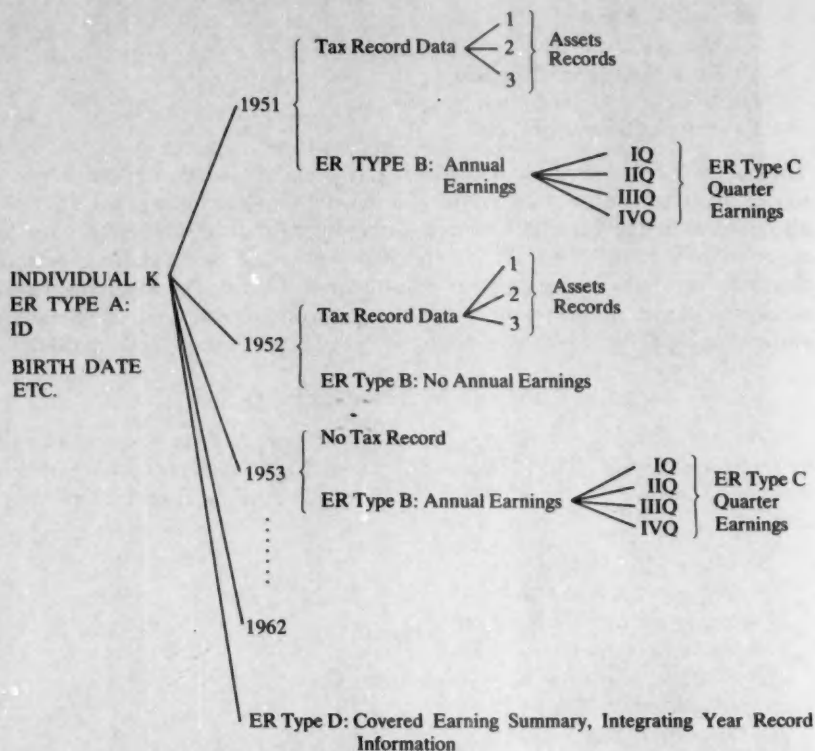 Tax Record Data
1
2
3
Assets
Records
1951
ER TYPE B: Annual
Earnings
IQ
IIQ
IIIQ
IVQ
ER Type C
Quarter
Earnings
INDIVIDUAL K
ER TYPE A:
ID
BIRTH DATE
ETC.
1952
Tax Record Data
1
2
3
Assets
Records
ER Type B: No Annual Earnings
1953
No Tax Record
ER Type B: Annual Earnings
IQ
IIQ
IIIQ
IVQ
ER Type C
Quarter
Earnings
1962
ER Type D: Covered Earning Summary, Integrating Year Record
Information